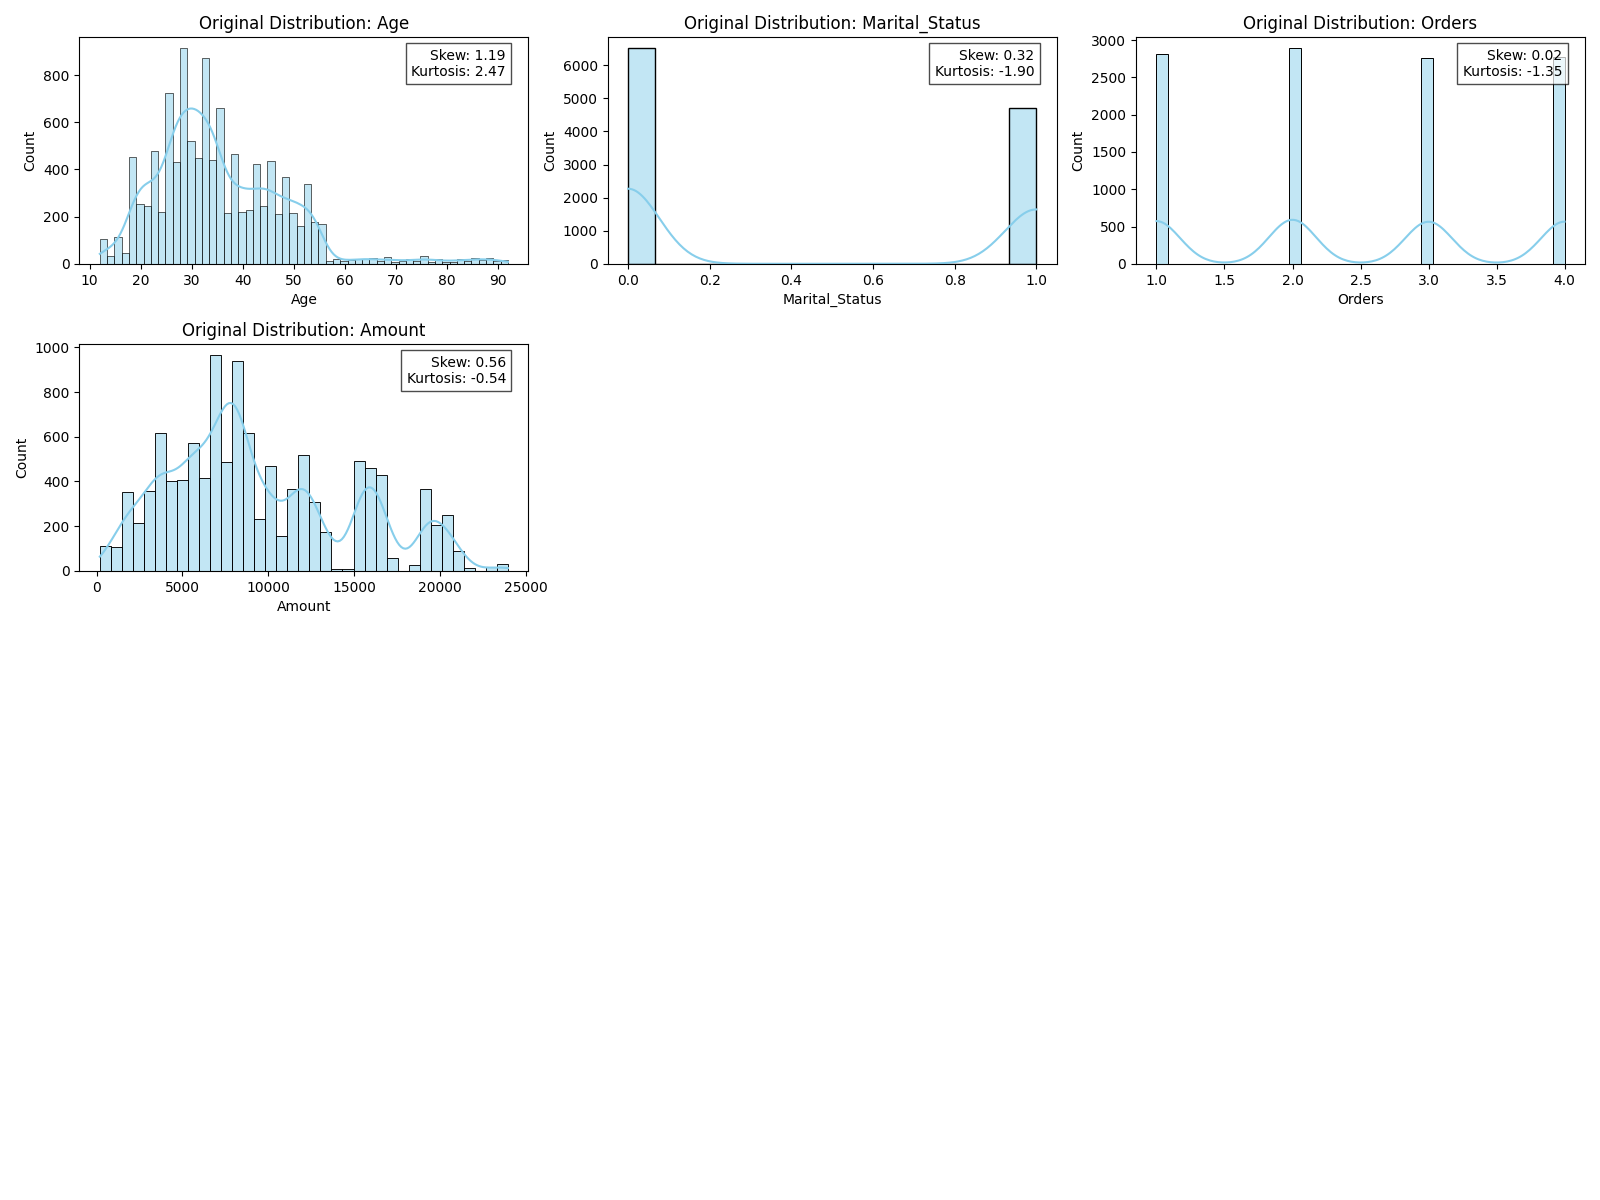 Original Distribution: Age
Skew: 1.19
Kurtosis: 2.47
800
600
400
200
0
Count
10 20 30 40 50 60 70 80 90
Age
Original Distribution: Marital_Status
Skew: 0.32
Kurtosis: -1.90
6000
5000
4000
3000
2000
1000
0
Count
0.0 0.2 0.4 0.6 0.8 1.0
Marital_Status
Original Distribution: Orders
Skew: 0.02
Kurtosis: -1.35
3000
2500
2000
1500
1000
500
0
Count
1.0 1.5 2.0 2.5 3.0 3.5 4.0
Orders
Original Distribution: Amount
Skew: 0.56
Kurtosis: -0.54
1000
800
600
400
200
0
Count
0 5000 10000 15000 20000 25000
Amount